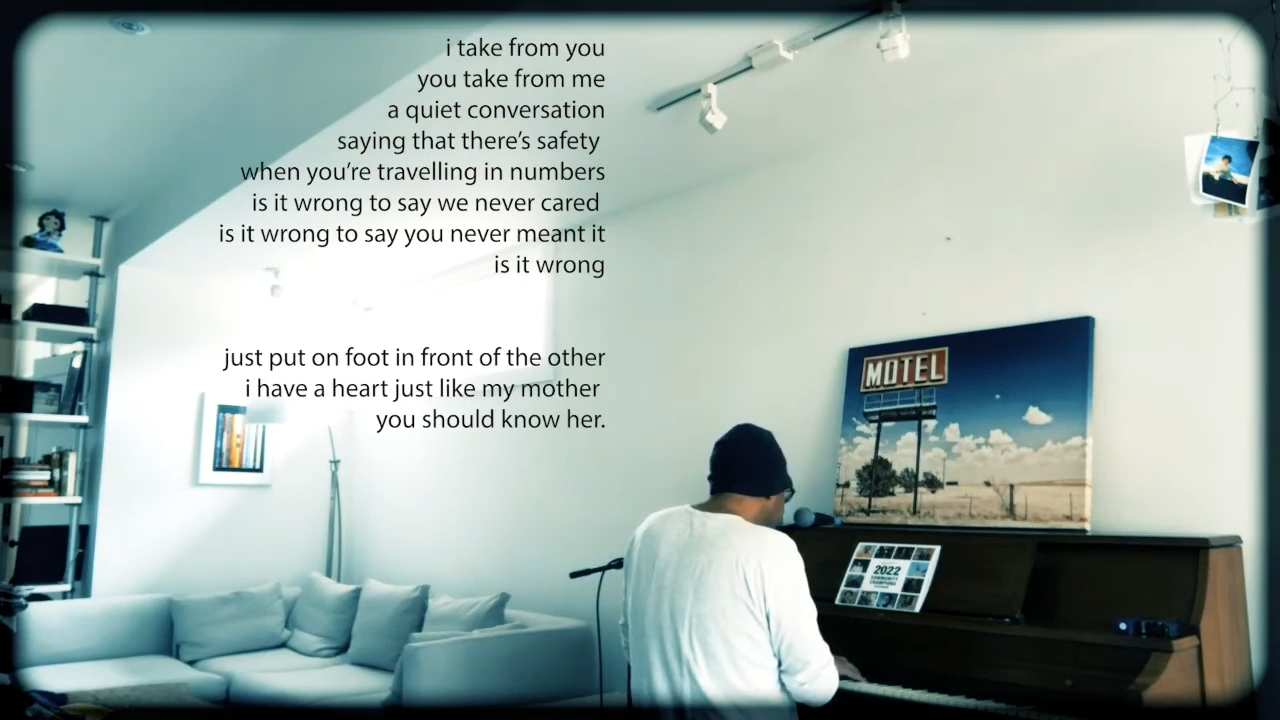 i take from you
you take from me
a quiet conversation
saying that there's safety
when you're travelling in numbers
is it wrong to say we never cared
is it wrong to say you never meant it
is it wrong
just put on foot in front of the other
i have a heart just like my mother
you should know her.
MOTEL
2022
COMMUNITY
CHAMPIONS